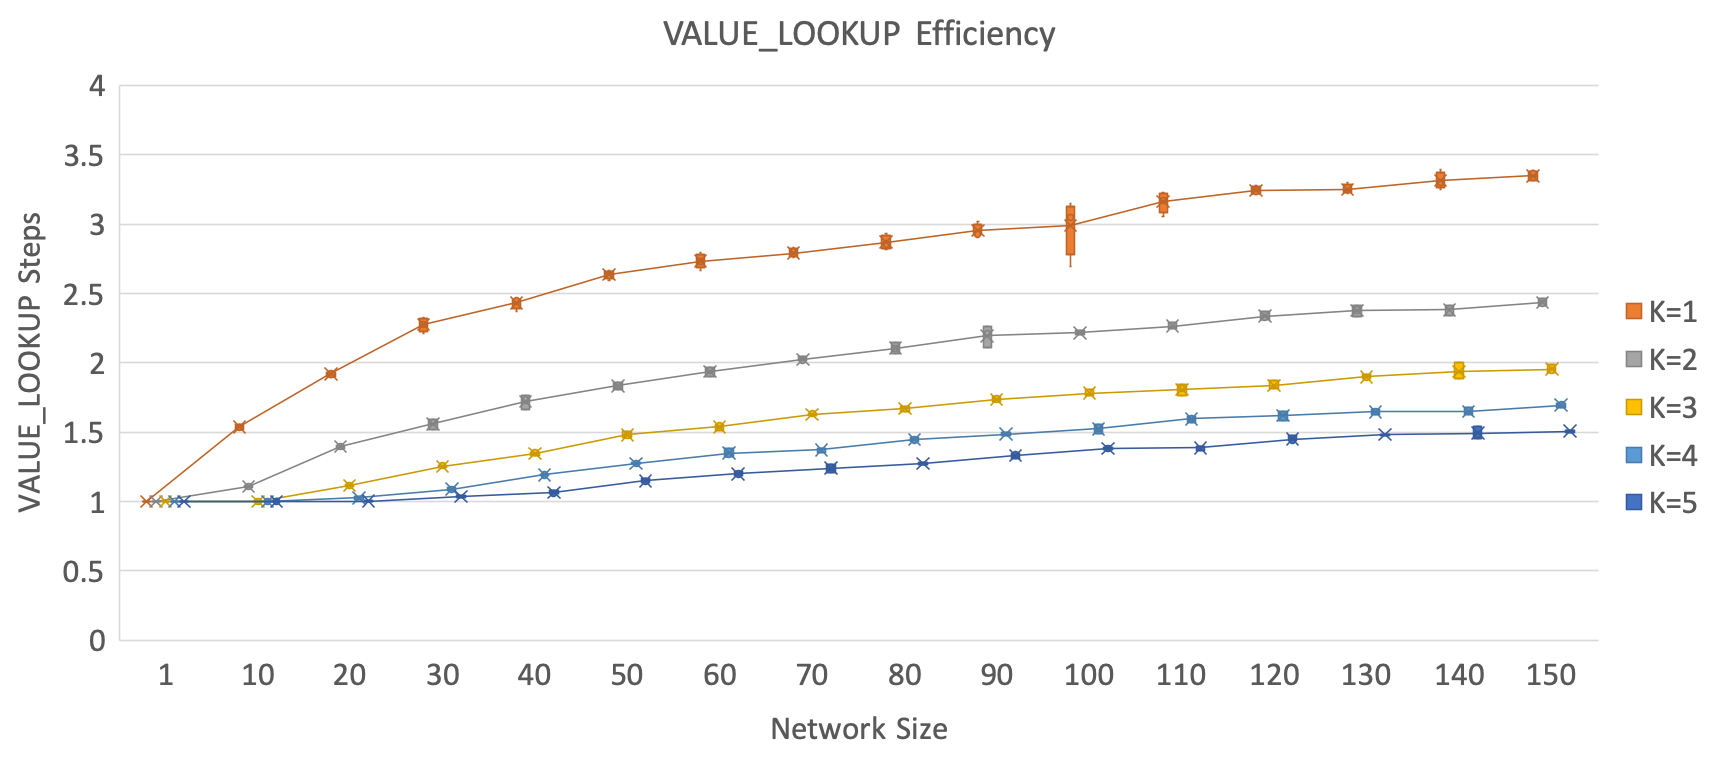 VALUE_LOOKUP Efficiency
4
3.5
3
2.5
2
1.5
1
0.5
0
VALUE_LOOKUP Steps
1 10 20 30 40 50 60 70 80 90 100 110 120 130 140 150
Network Size
K=1
K=2
K=3
K=4
K=5